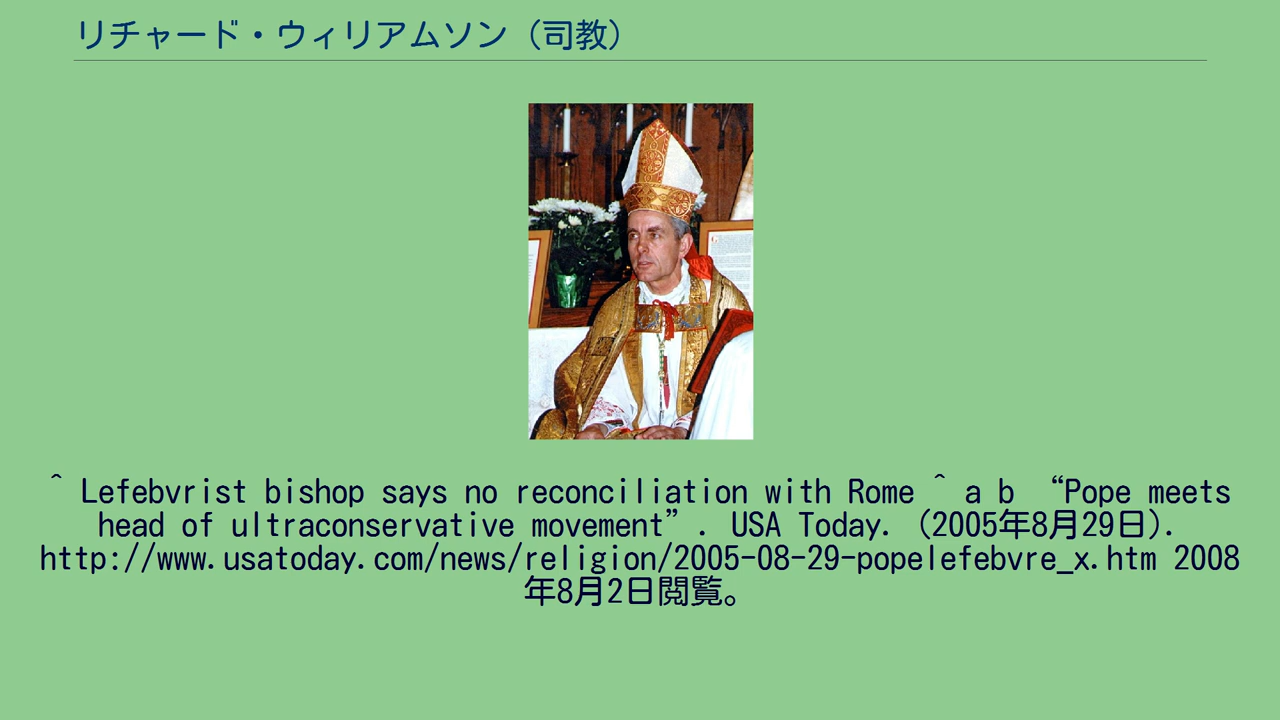 リチャード・ウィリアムソン（司教）
^ Lefebvrist bishop says no reconciliation with Rome ^ a b “Pope meets
head of ultraconservative movement”. USA Today. (2005年8月29日).
http://www.usatoday.com/news/religion/2005-08-29-popelefebvre_x.htm 2008
年8月2日閲覧。